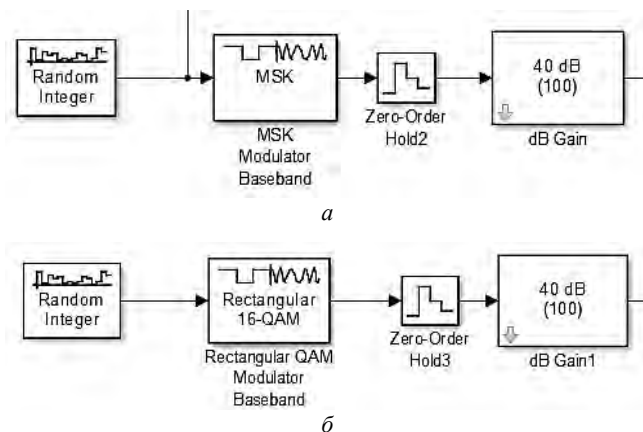 Random
Integer
MSK
MSK
Modulator
Baseband
Zero-Order
Hold2
40 dB
(100)
dB Gain
а
Random
Integer
Rectangular
16-QAM
Rectangular QAM
Modulator
Baseband
Zero-Order
Hold3
40 dB
(100)
dB Gain1
б